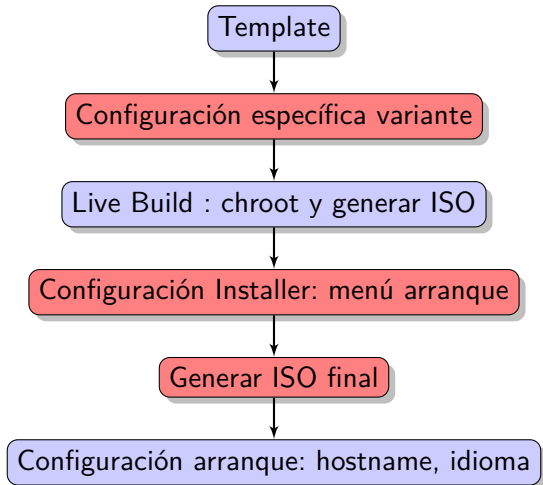 Template
Configuración específica variante
Live Build : chroot y generar ISO
Configuración Installer: menú arranque
Generar ISO final
Configuración arranque: hostname, idioma